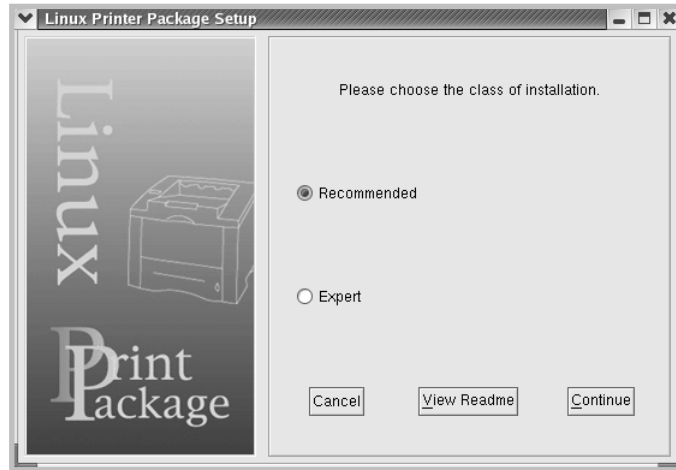 Linux Printer Package Setup
Linux
Print
Package
Please choose the class of installation.
Recommended
Expert
Cancel
View Readme
Continue